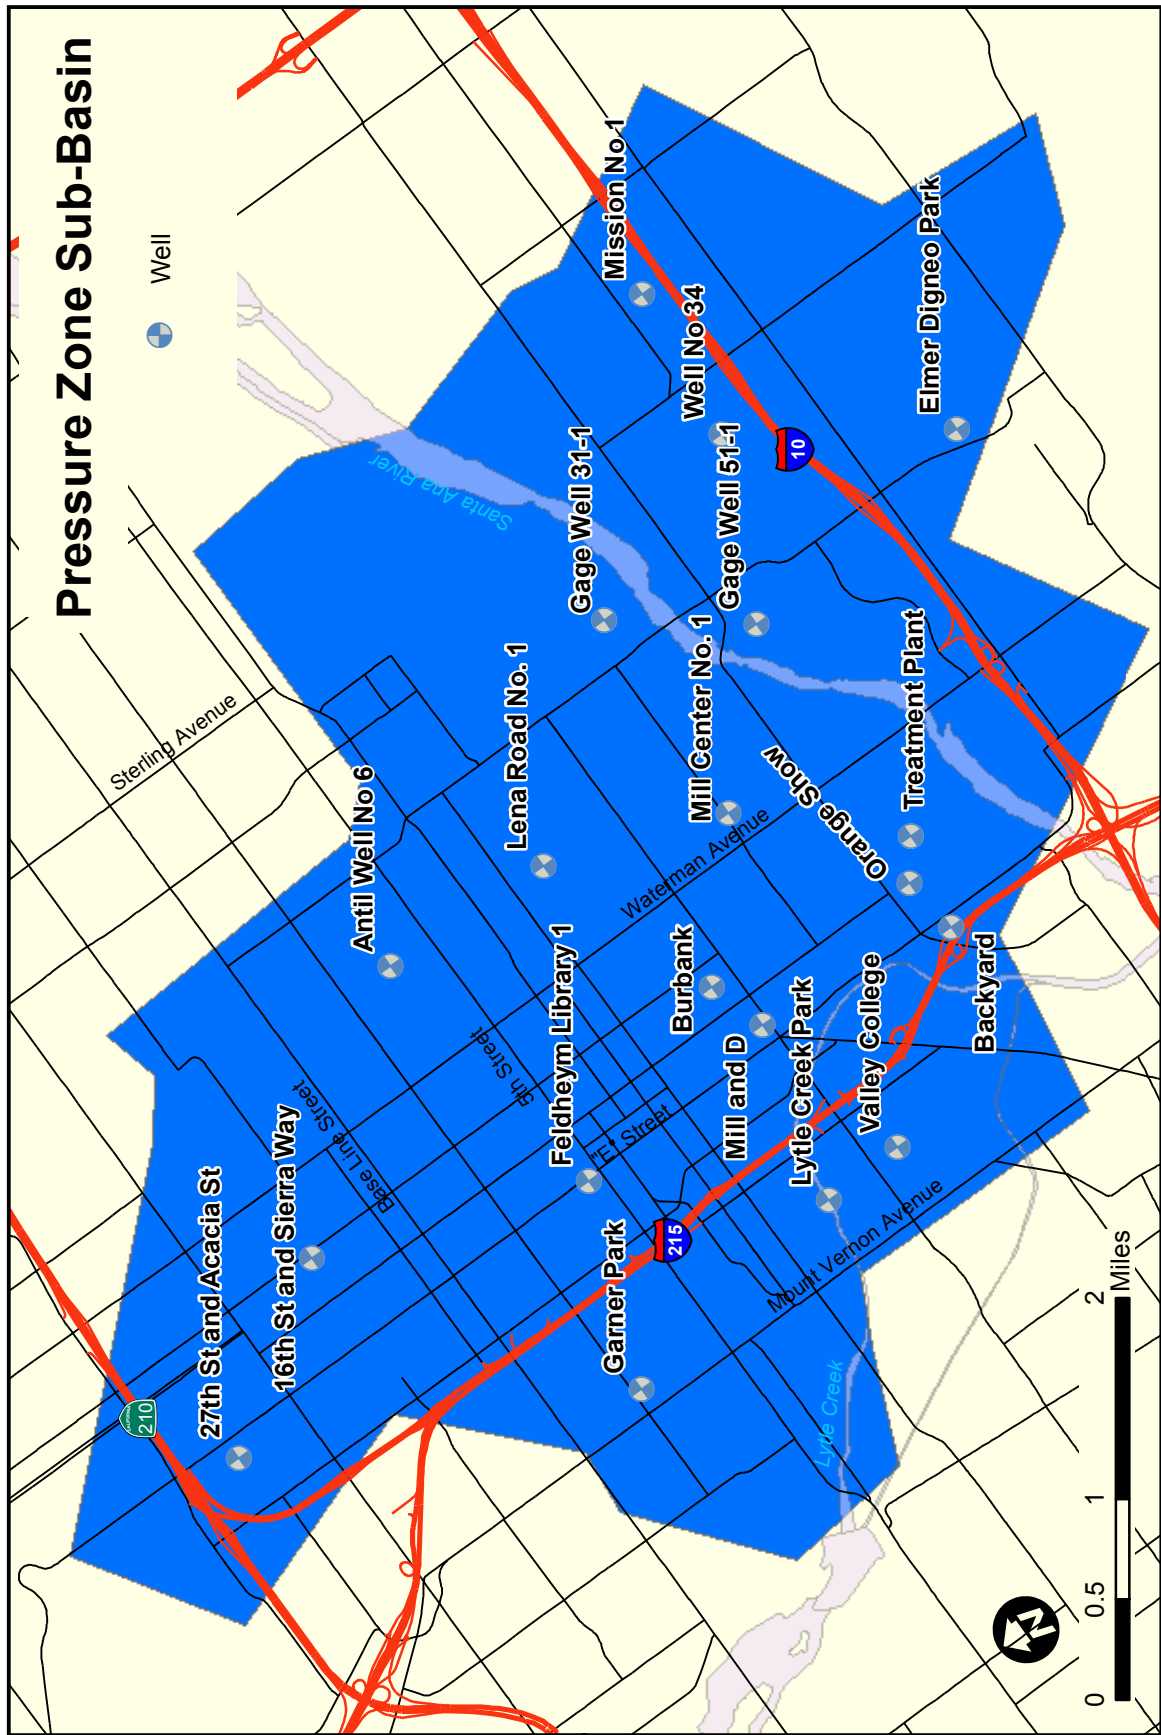 Pressure Zone Sub-Basin
Well
Sterling Avenue
Santa Ana River
Mission No 1
Well No 34
Elmer Digneo Park
Gage Well 31-1
Gage Well 51-1
10
Antil Well No 6
Lena Road No. 1
Mill Center No. 1
Treatment Plant
Orange Show
Waterman Avenue
Feldheym Library 1
Burbank
5th Street
Base Line Street
"E" Street
Mill and D
Lytle Creek Park
Valley College
Backyard
27th St and Acacia St
16th St and Sierra Way
Garner Park
CALIFORNIA
210
215
Mount Vernon Avenue
Lytle Creek
N
0 0.5 1 2
Miles